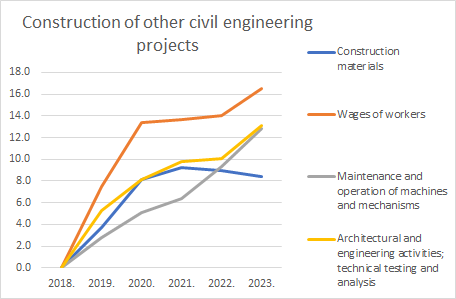 Construction of other civil engineering
projects
18.0
16.0
14.0
12.0
10.0
8.0
6.0
4.0
2.0
0.0
2018. 2019. 2020. 2021. 2022. 2023.
Construction
materials
Wages of workers
Maintenance and
operation of machines
and mechanisms
Architectural and
engineering activities;
technical testing and
analysis